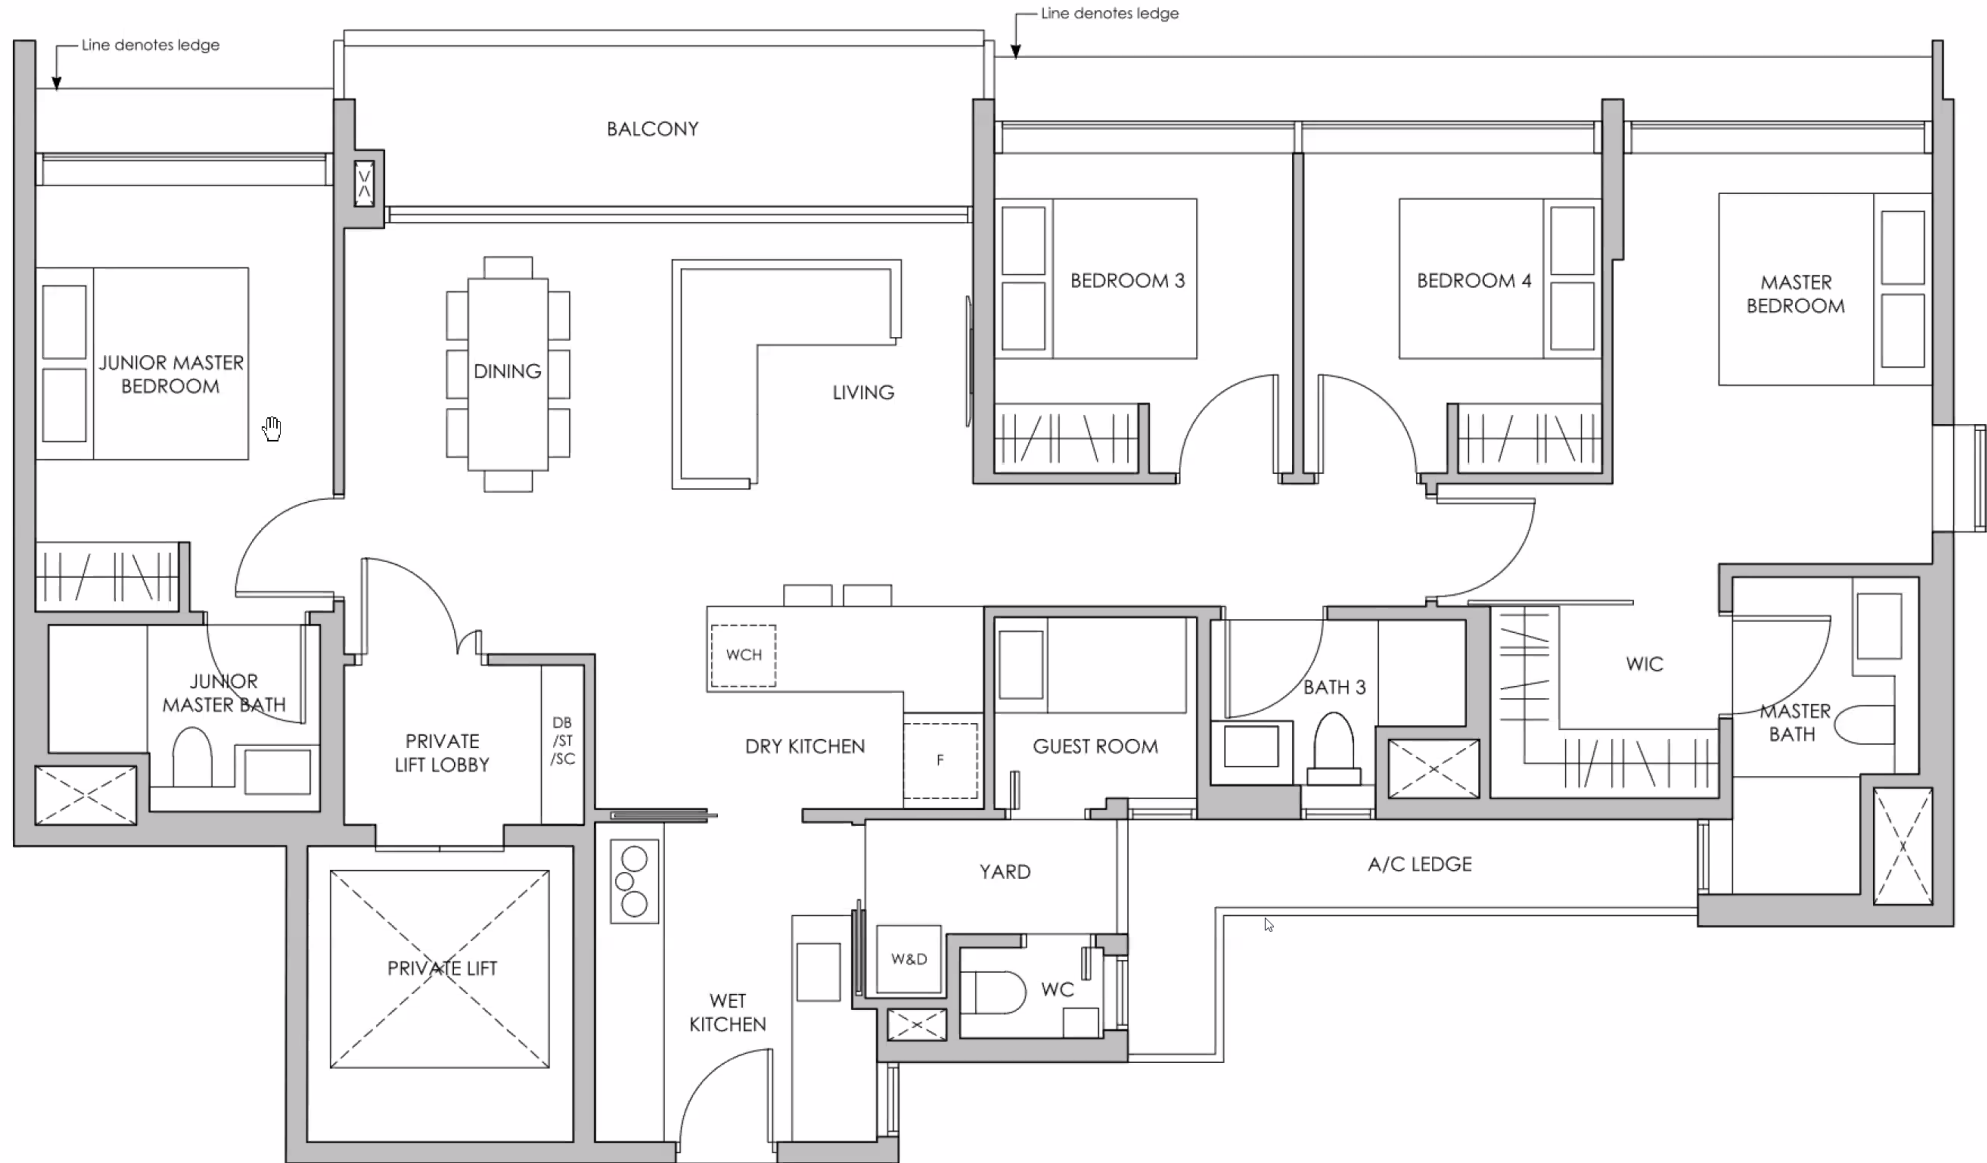 Line denotes ledge
Line denotes ledge
BALCONY
BEDROOM 3
BEDROOM 4
MASTER
BEDROOM
JUNIOR MASTER
BEDROOM
DINING
LIVING
WCH
WIC
JUNIOR
MASTER BATH
BATH 3
MASTER
BATH
PRIVATE
LIFT LOBBY
DB
/ST
/SC
DRY KITCHEN
F
GUEST ROOM
YARD
A/C LEDGE
PRIVATE LIFT
W&D
WC
WET
KITCHEN